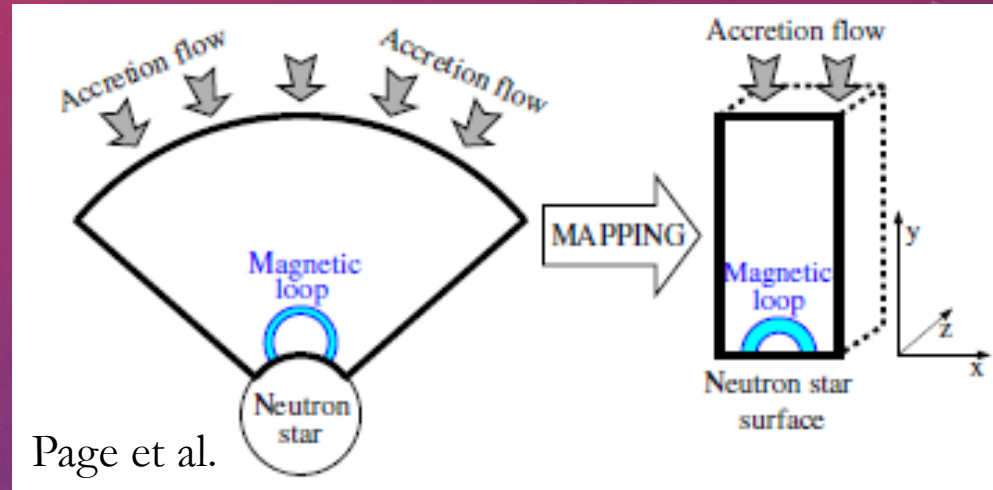 Accretion flow
Accretion flow
Magnetic
loop
Neutron
star
MAPPING
Accretion flow
Magnetic
loop
Neutron star
surface
y
z
x
Page et al.